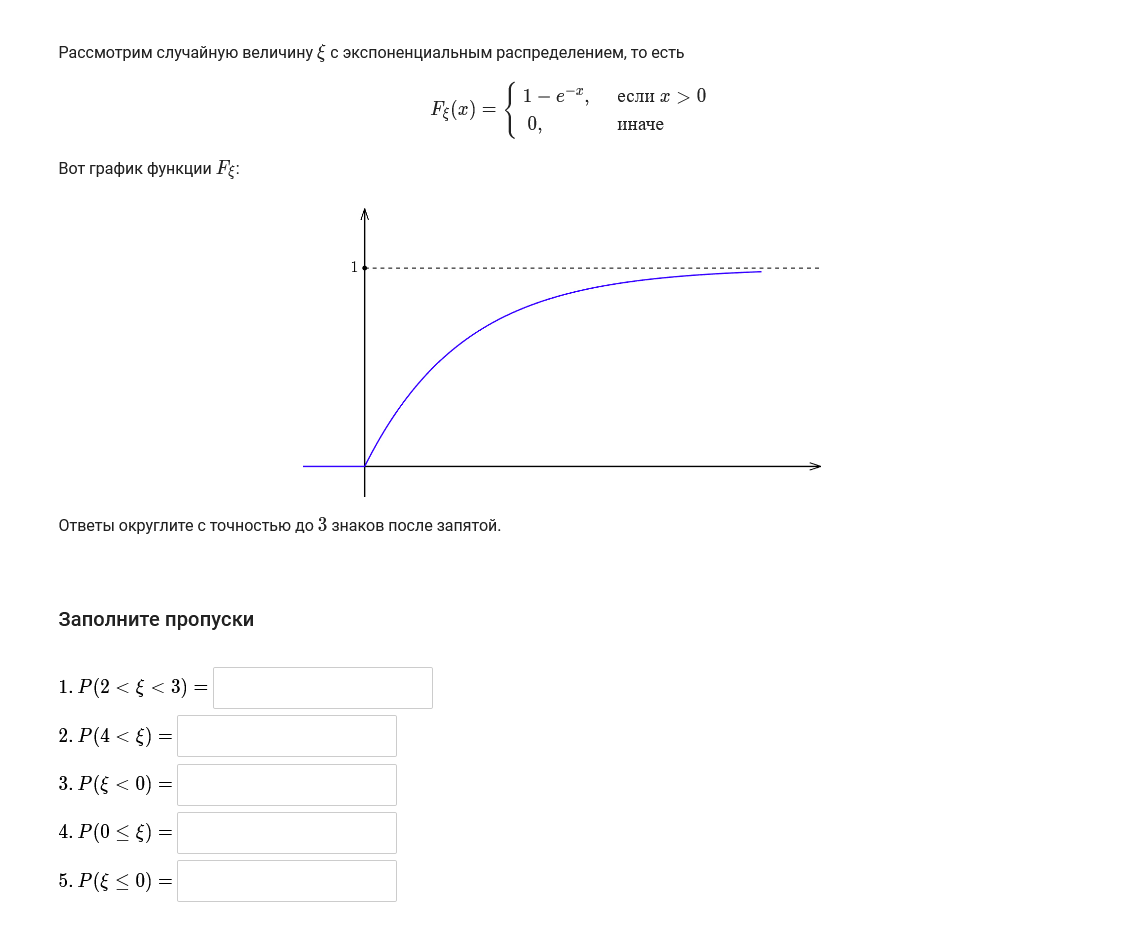 Рассмотрим случайную величину ξ с экспоненциальным распределением, то есть
F_ξ(x) = { 1 − e^{−x}, если x > 0
0, иначе
Вот график функции F_ξ:
1
Ответы округлите с точностью до 3 знаков после запятой.
Заполните пропуски
1. P(2 < ξ < 3) =
2. P(4 < ξ) =
3. P(ξ < 0) =
4. P(0 ≤ ξ) =
5. P(ξ ≤ 0) =